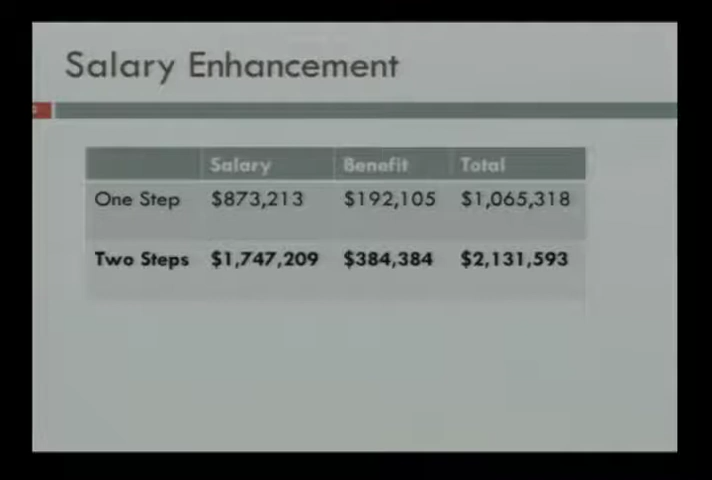 Salary Enhancement
Salary Benefit Total
One Step $873,213 $192,105 $1,065,318
Two Steps $1,747,209 $384,384 $2,131,593